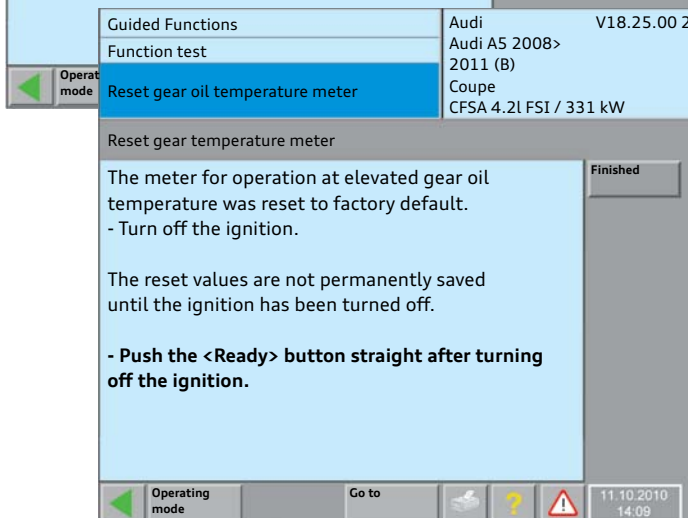 Operat
mode
Guided Functions
Function test
Reset gear oil temperature meter
Audi V18.25.00 2
Audi A5 2008>
2011 (B)
Coupe
CFSA 4.2l FSI / 331 kW
Reset gear temperature meter
The meter for operation at elevated gear oil
temperature was reset to factory default.
- Turn off the ignition.
The reset values are not permanently saved
until the ignition has been turned off.
- Push the <Ready> button straight after turning
off the ignition.
Finished
Operating
mode
Go to
?
11.10.2010
14:09